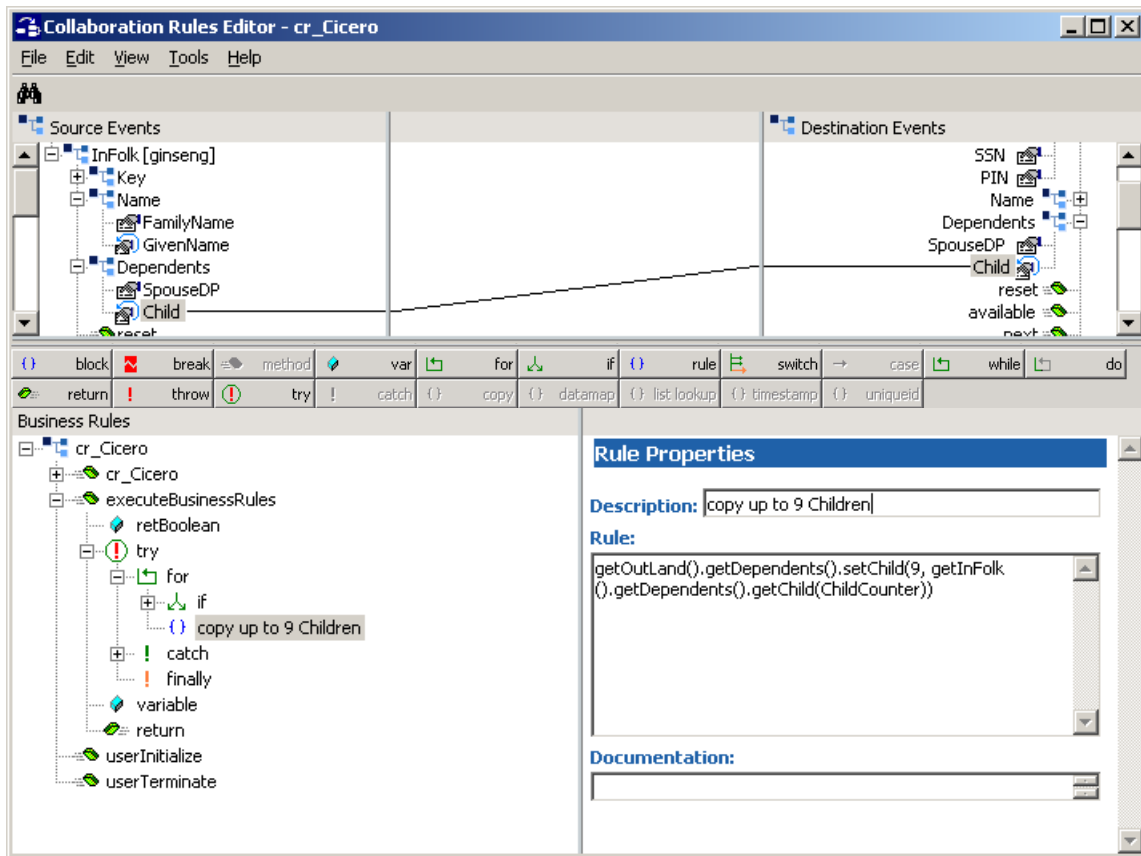 Collaboration Rules Editor - cr_Cicero
File Edit View Tools Help
Source Events
Destination Events
InFolk [ginseng]
Key
Name
FamilyName
GivenName
Dependents
SpouseDP
Child
reset
SSN
PIN
Name
Dependents
SpouseDP
Child
reset
available
next
block break method var for if rule switch case while do
return throw try catch copy datamap list lookup timestamp uniqueid
Business Rules
cr_Cicero
cr_Cicero
executeBusinessRules
retBoolean
try
for
if
copy up to 9 Children
catch
finally
variable
return
userInitialize
userTerminate
Rule Properties
Description: copy up to 9 Children
Rule:
getOutLand().getDependents().setChild(9, getInFolk
().getDependents().getChild(ChildCounter))
Documentation: